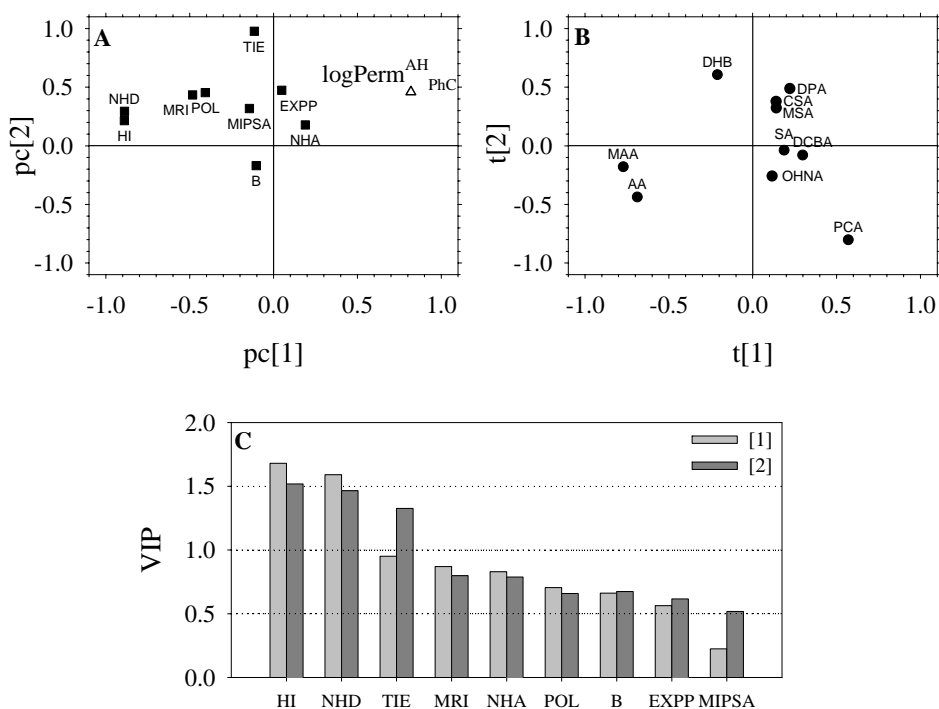 A
1.0
0.5
0.0
-0.5
-1.0
pc[2]
TIE
NHD
HI
MRI
POL
MIPSA
EXPP
NHA
B
logPerm^AH PhC
-1.0 -0.5 0.0 0.5 1.0
pc[1]
B
1.0
0.5
0.0
-0.5
-1.0
t[2]
DHB
DPA
CSA
MSA
SA
DCBA
MAA
AA
OHNA
PCA
-1.0 -0.5 0.0 0.5 1.0
t[1]
C
[1]
[2]
2.0
1.5
1.0
0.5
0.0
VIP
HI NHD TIE MRI NHA POL B EXPP MIPSA